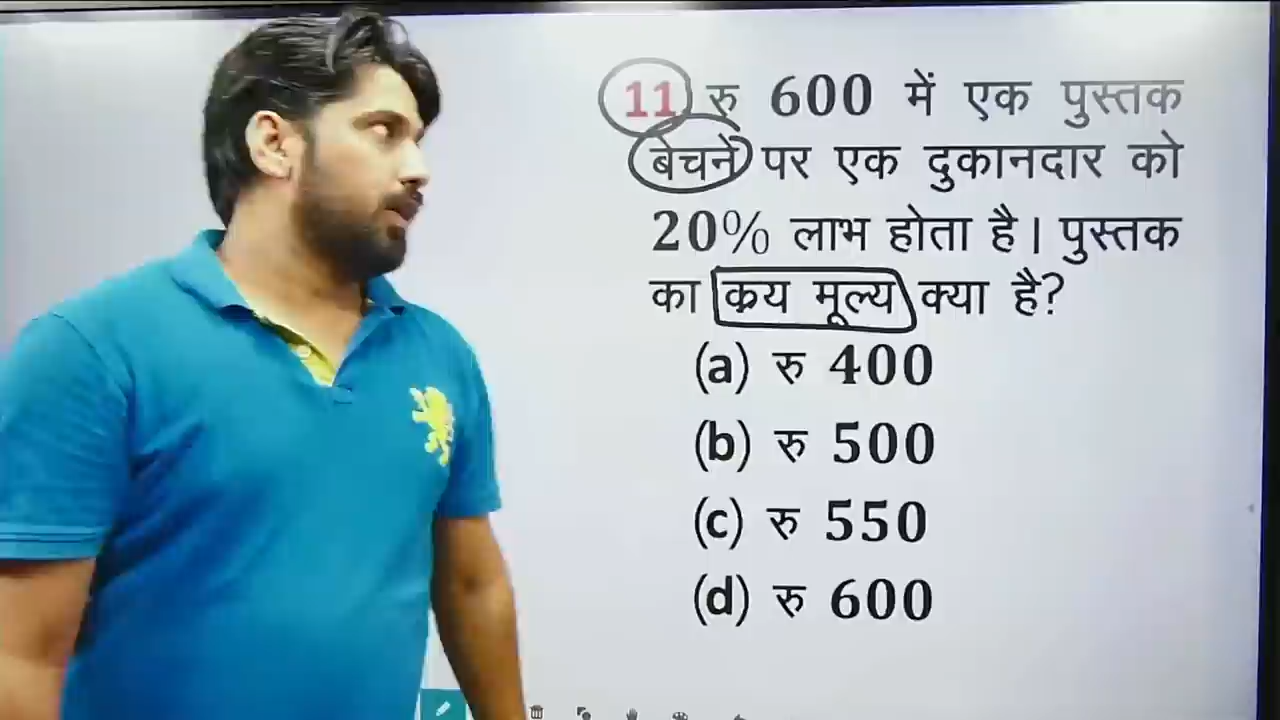 11) रु 600 में एक पुस्तक
बेचने पर एक दुकानदार को
20% लाभ होता है। पुस्तक
का क्रय मूल्य क्या है?
(a) रु 400
(b) रु 500
(c) रु 550
(d) रु 600